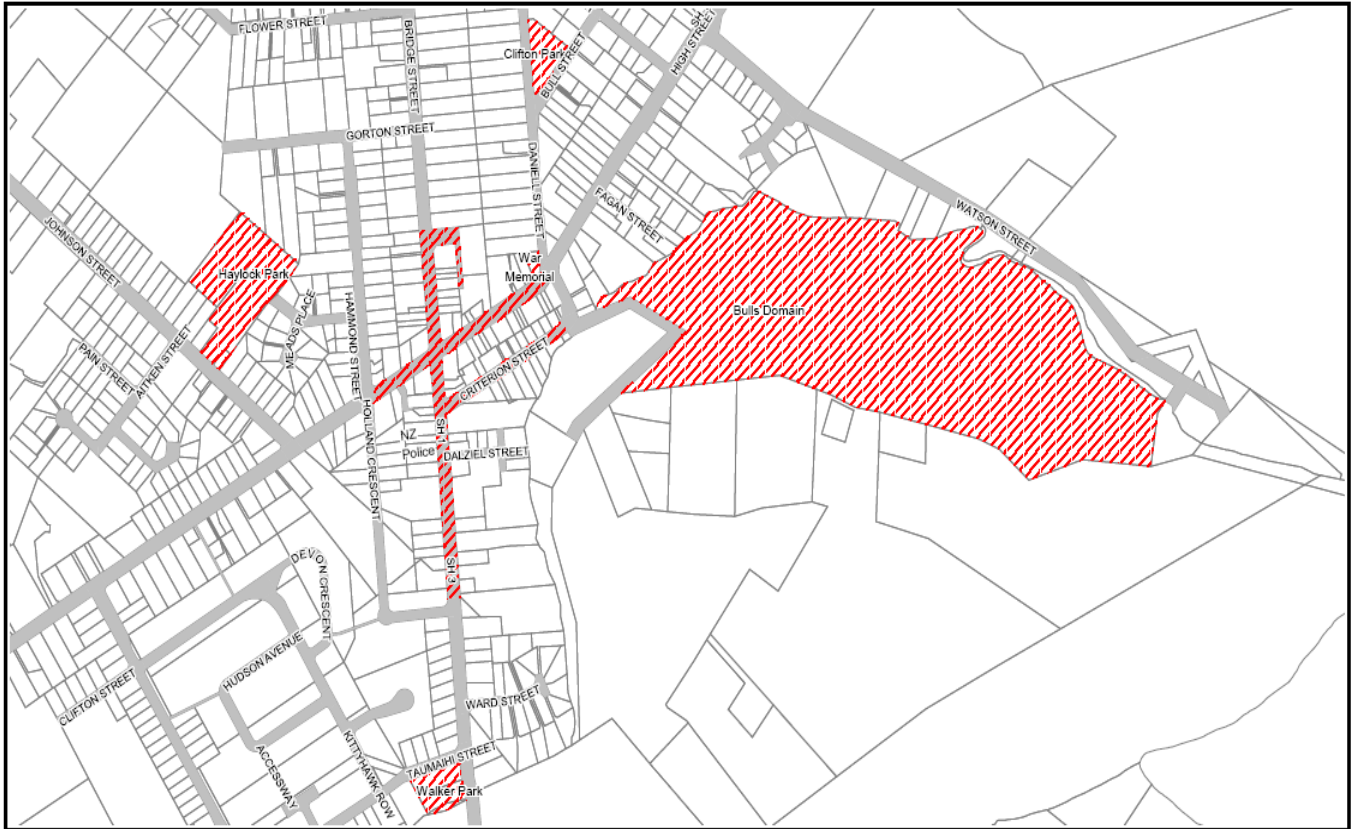 FLOWER STREET
BRIDGE STREET
Clifton Park
BULL STREET
HIGH STREET
GORTON STREET
DANIELL STREET
FAGAN STREET
WATSON STREET
JOHNSON STREET
Haylock Park
War
Memorial
Bulls Domain
HAMMOND STREET
MEADS PLACE
PAIN STREET
AITKEN STREET
CRITERION STREET
HOLLAND CRESCENT
NZ
Police
SH 1
DALZIEL STREET
SH 3
DEVON CRESCENT
HUDSON AVENUE
CLIFTON STREET
WARD STREET
TAUMAIHI STREET
KITTYHAWK ROW
ACCESSWAY
Walker Park